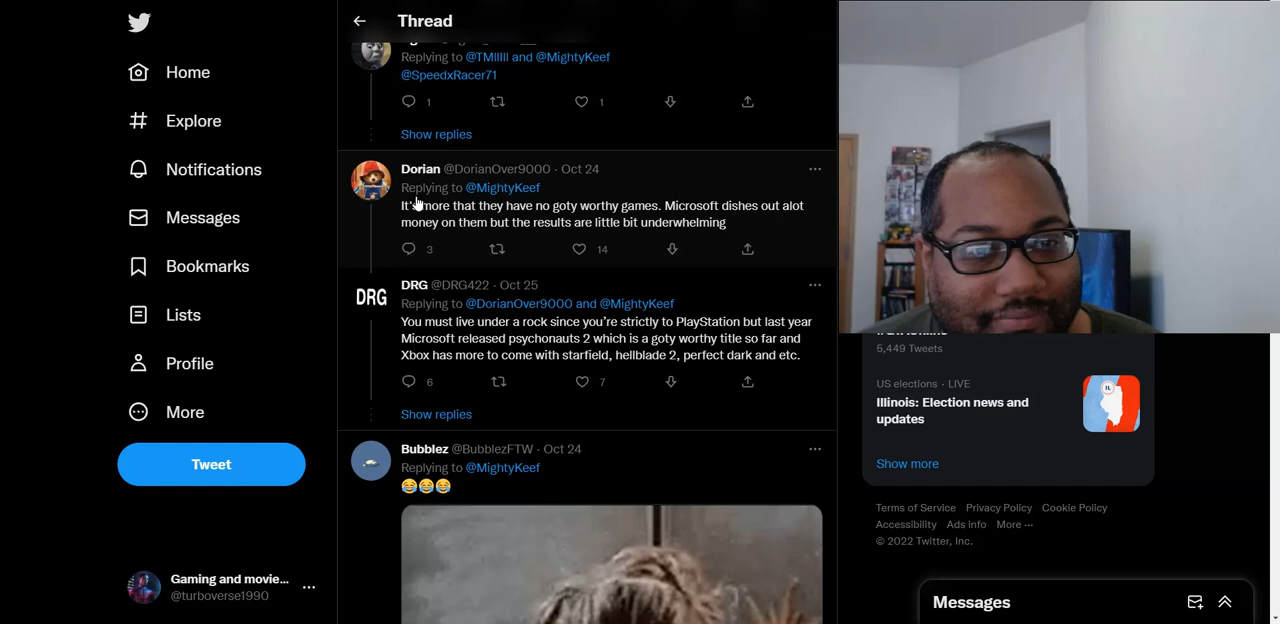 Thread
Home
Explore
Notifications
Messages
Bookmarks
Lists
Profile
More
Tweet
Gaming and movie...
@turboverse1990
Replying to @TMIlIlI and @MightyKeef
@SpeedxRacer71
1
1
Show replies
Dorian @DorianOver9000 · Oct 24
Replying to @MightyKeef
It's more that they have no goty worthy games. Microsoft dishes out alot
money on them but the results are little bit underwhelming
3
14
DRG
DRG @DRG422 · Oct 25
Replying to @DorianOver9000 and @MightyKeef
You must live under a rock since you're strictly to PlayStation but last year
Microsoft released psychonauts 2 which is a goty worthy title so far and
Xbox has more to come with starfield, hellblade 2, perfect dark and etc.
6
7
Show replies
Bubblez @BubblezFTW · Oct 24
Replying to @MightyKeef
😂😂😂
5,449 Tweets
US elections · LIVE
Illinois: Election news and
updates
Show more
Terms of Service Privacy Policy Cookie Policy
Accessibility Ads info More ···
© 2022 Twitter, Inc.
Messages